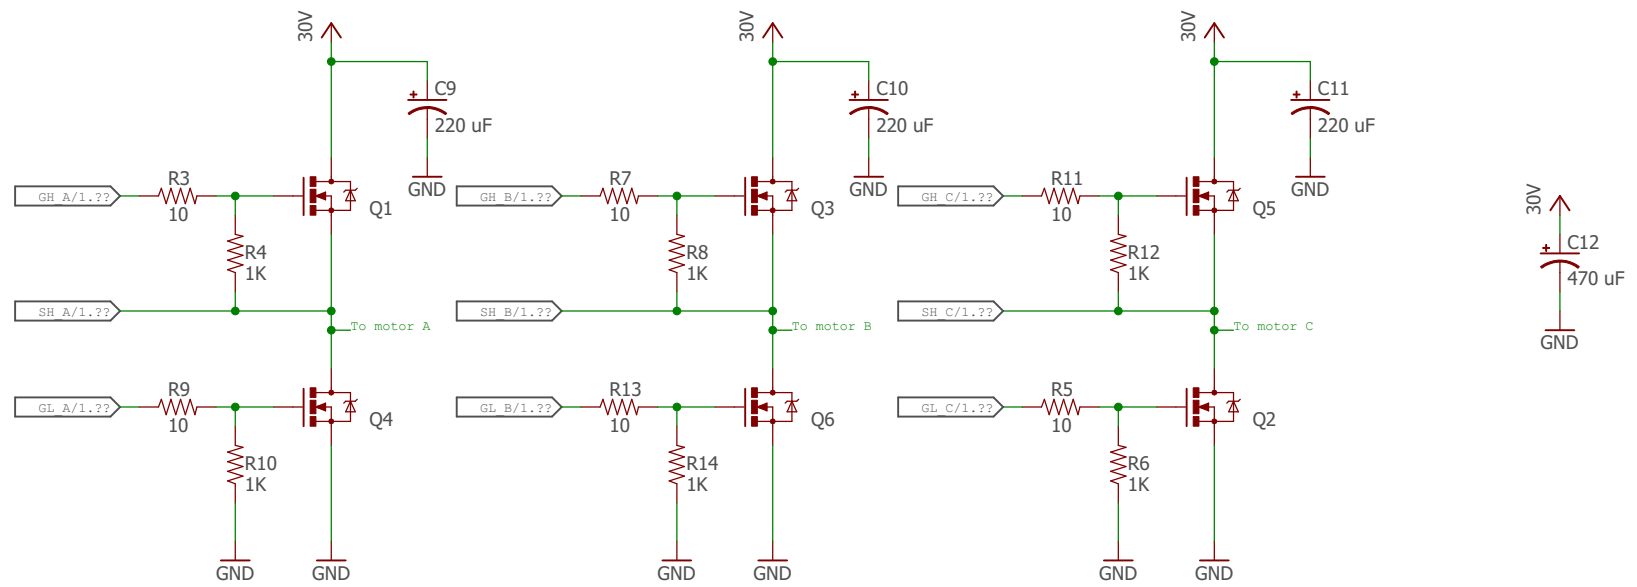 30V
C9
220 uF
GND
GH_A/1.??
R3
10
Q1
R4
1K
SH_A/1.??
To motor A
GL_A/1.??
R9
10
Q4
R10
1K
GND
GND
30V
C10
220 uF
GND
GH_B/1.??
R7
10
Q3
R8
1K
SH_B/1.??
To motor B
GL_B/1.??
R13
10
Q6
R14
1K
GND
GND
30V
C11
220 uF
GND
GH_C/1.??
R11
10
Q5
R12
1K
SH_C/1.??
To motor C
GL_C/1.??
R5
10
Q2
R6
1K
GND
GND
30V
C12
470 uF
GND